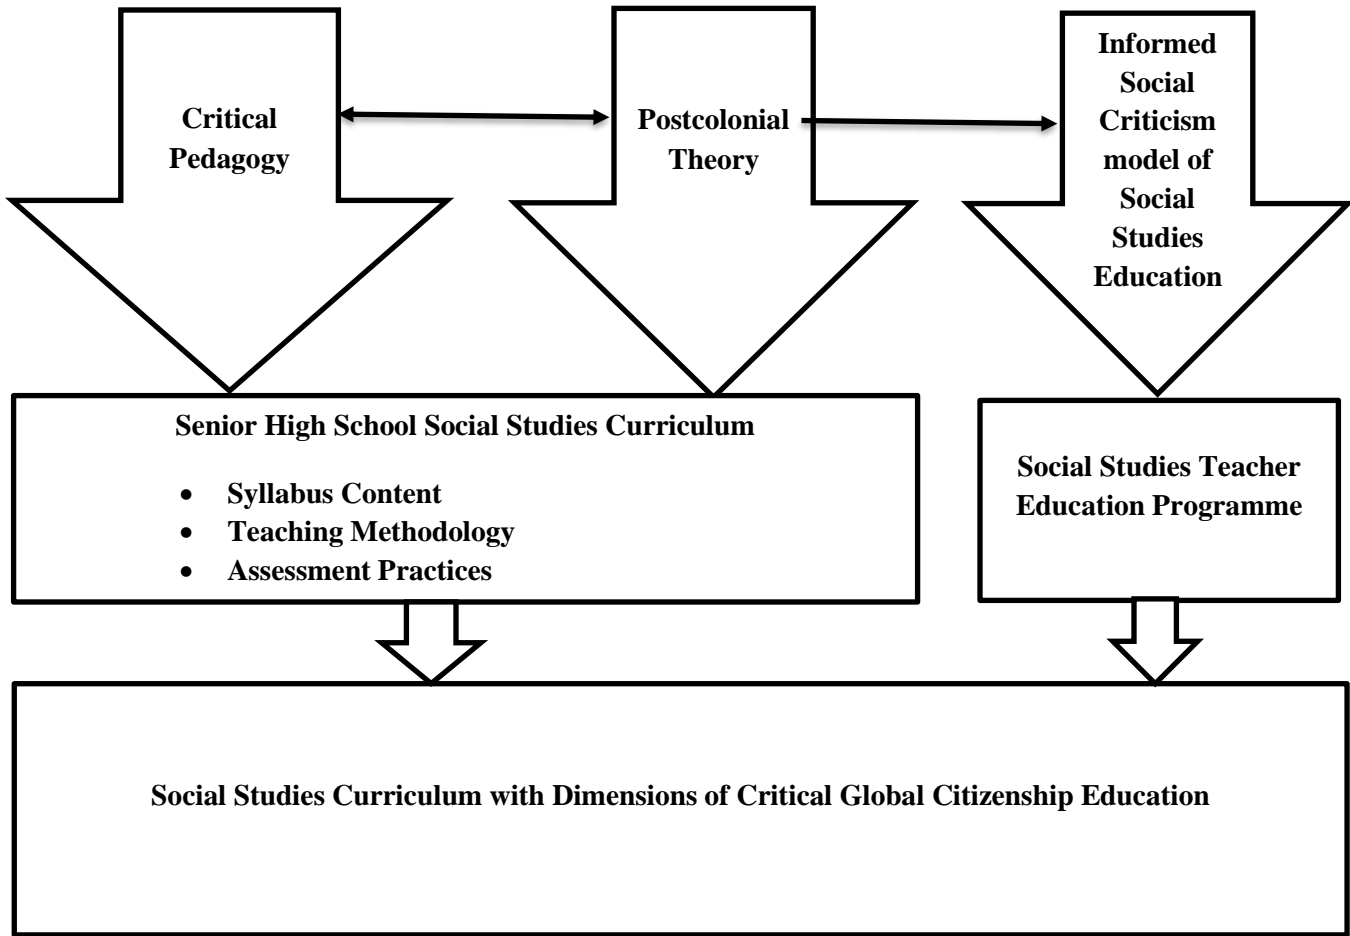 Critical
Pedagogy
Postcolonial
Theory
Informed
Social
Criticism
model of
Social
Studies
Education
Senior High School Social Studies Curriculum
• Syllabus Content
• Teaching Methodology
• Assessment Practices
Social Studies Teacher
Education Programme
Social Studies Curriculum with Dimensions of Critical Global Citizenship Education